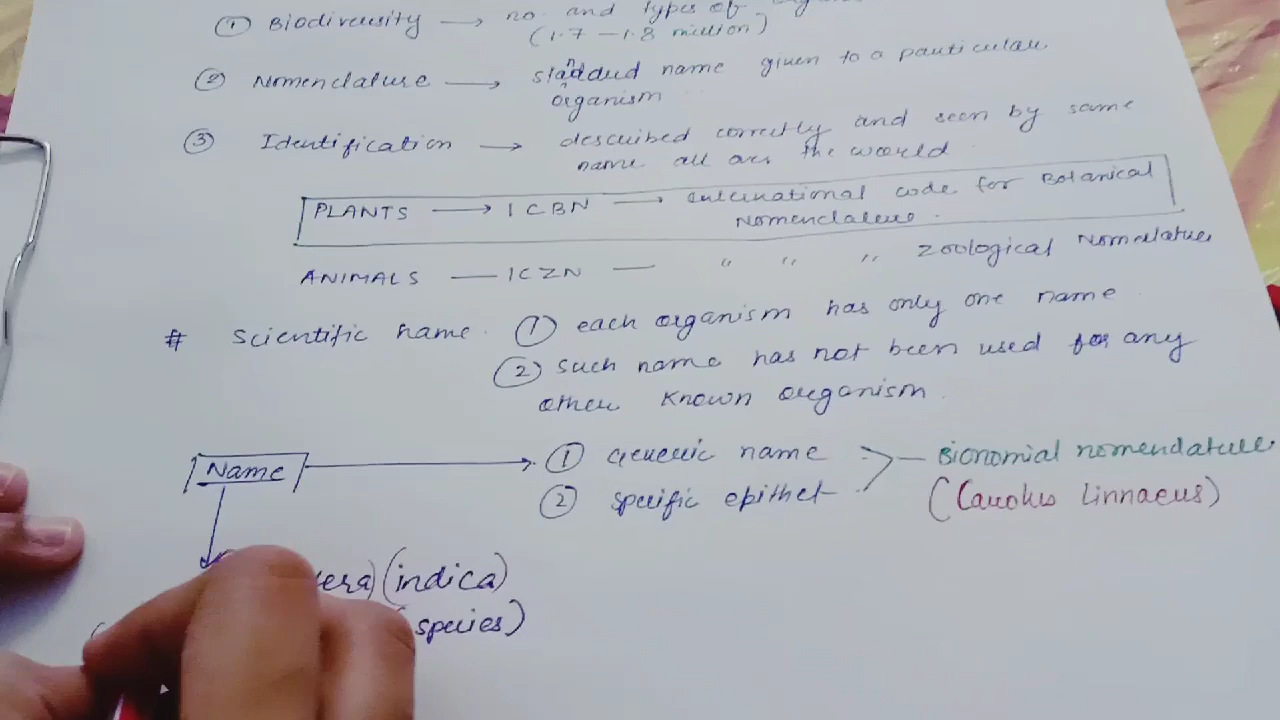 ① Biodiversity → no. and types of
(1.7 – 1.8 million)
② Nomenclature → standdud name given to a particular
organism
③ Identification → described correctly and seen by same
name all over the world
PLANTS → ICBN → International code for Botanical
Nomenclature.
ANIMALS — ICZN — " " " Zoological Nomenclature
# Scientific name. ① each organism has only one name
② such name has not been used for any
other known organism.
Name → ① Generic name
② specific epithet
Bionomial nomendature
(Carolus Linnaeus)
(indica)
species)